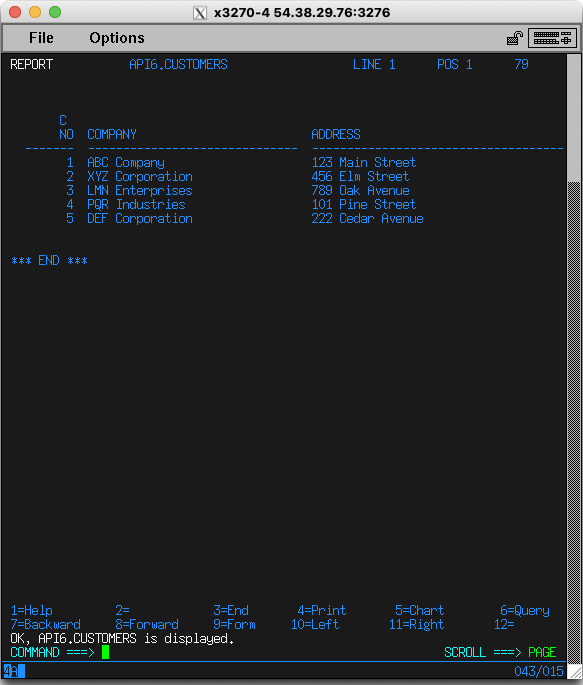 x3270-4 54.38.29.76:3276
File Options
REPORT API6.CUSTOMERS LINE 1 POS 1 79
C
NO COMPANY ADDRESS
------- ------------------------------ ------------------------------------
1 ABC Company 123 Main Street
2 XYZ Corporation 456 Elm Street
3 LMN Enterprises 789 Oak Avenue
4 PQR Industries 101 Pine Street
5 DEF Corporation 222 Cedar Avenue
*** END ***
1=Help 2= 3=End 4=Print 5=Chart 6=Query
7=Backward 8=Forward 9=Form 10=Left 11=Right 12=
OK, API6.CUSTOMERS is displayed.
COMMAND ===> SCROLL ===> PAGE
4A 043/015